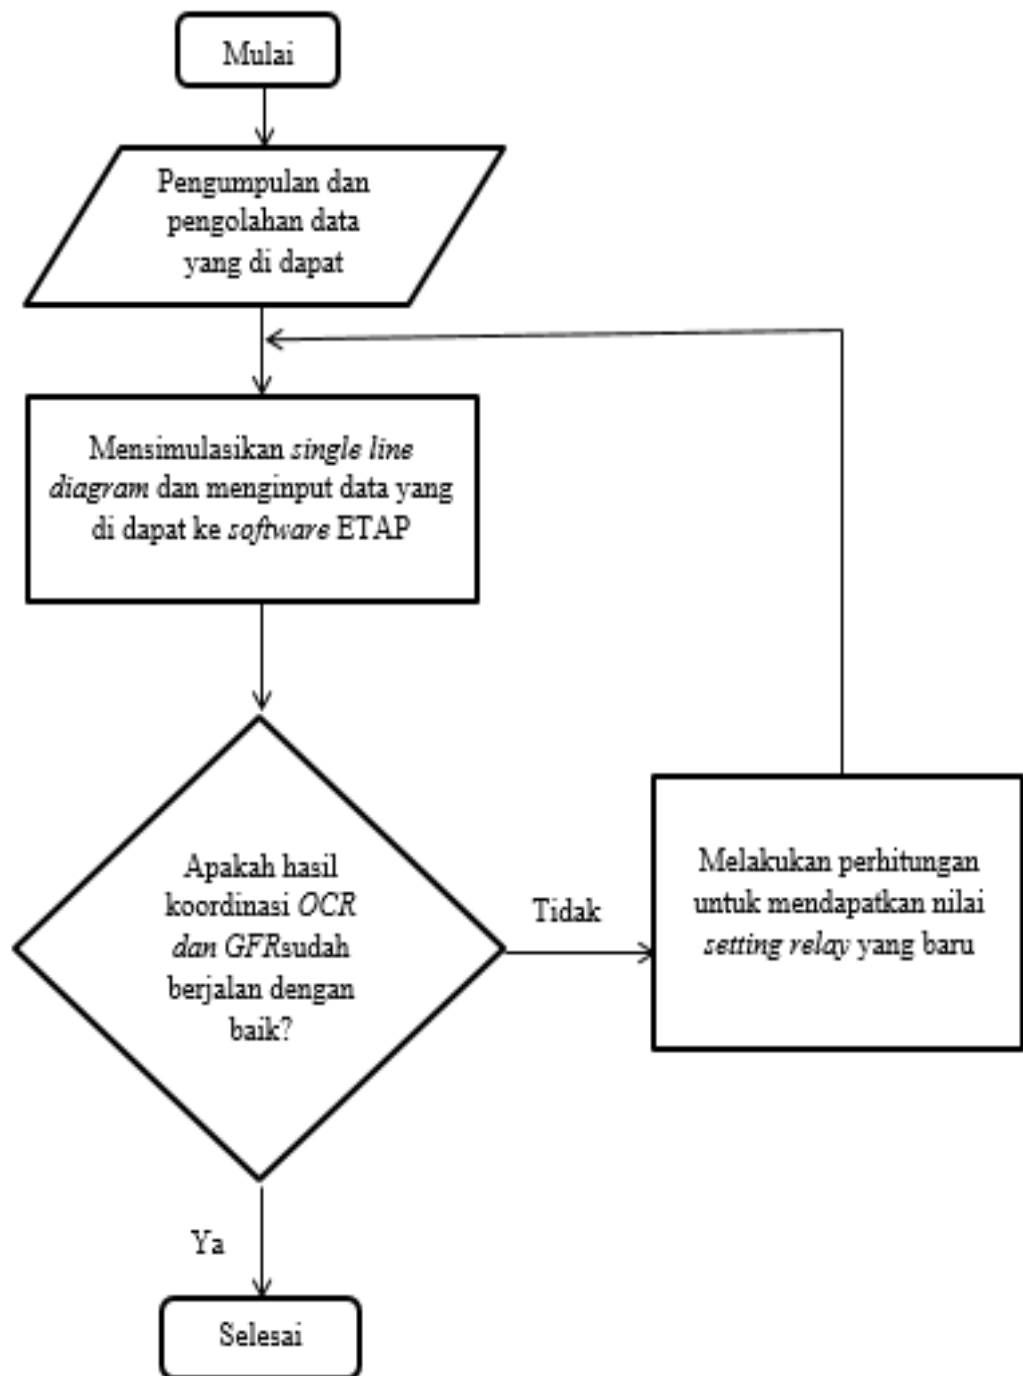 Mulai
Pengumpulan dan
pengolahan data
yang di dapat
Mensimulasikan single line
diagram dan menginput data yang
di dapat ke software ETAP
Apakah hasil
koordinasi OCR
dan GFRsudah
berjalan dengan
baik?
Tidak
Melakukan perhitungan
untuk mendapatkan nilai
setting relay yang baru
Ya
Selesai